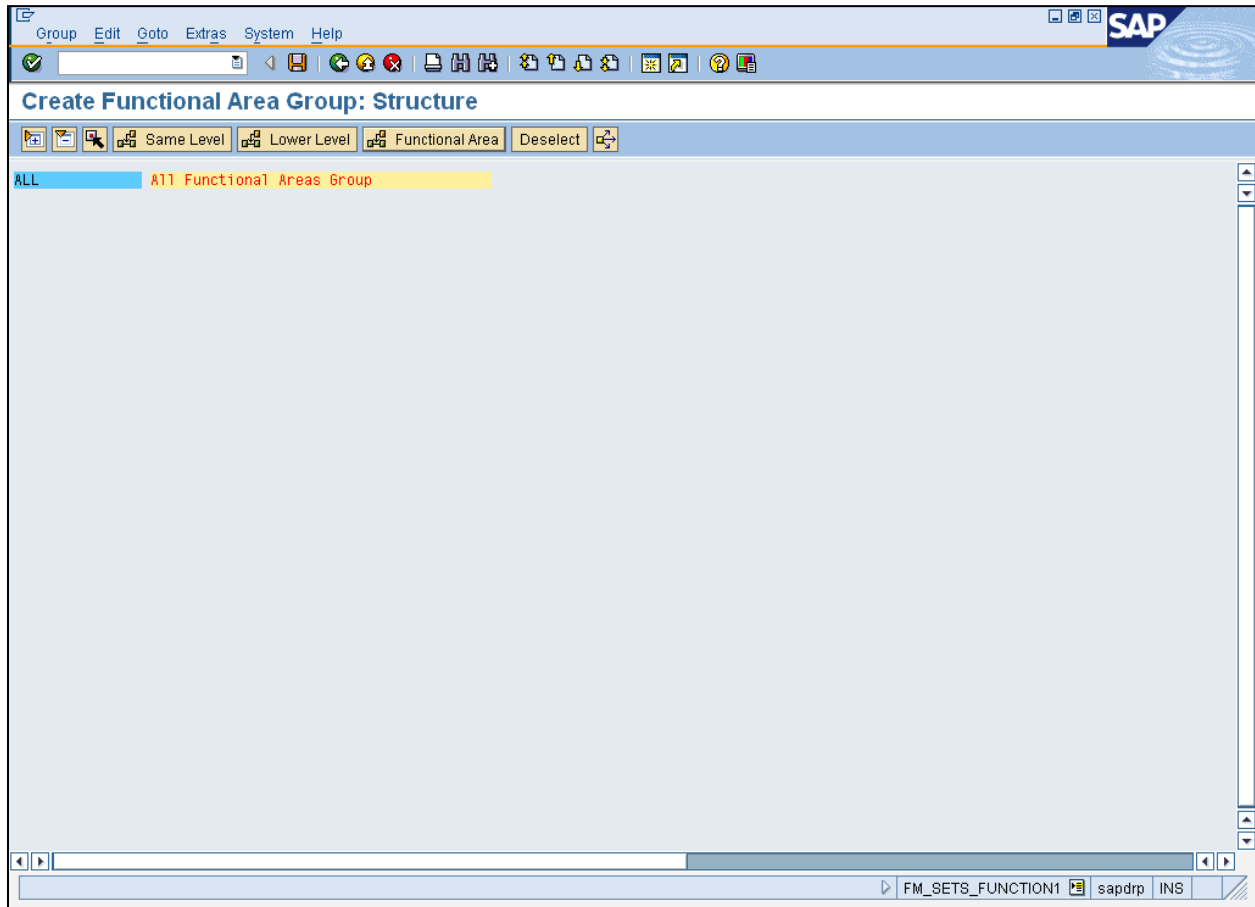 Group Edit Goto Extras System Help
SAP
Create Functional Area Group: Structure
Same Level Lower Level Functional Area Deselect
ALL All Functional Areas Group
FM_SETS_FUNCTION1 sapdrp INS